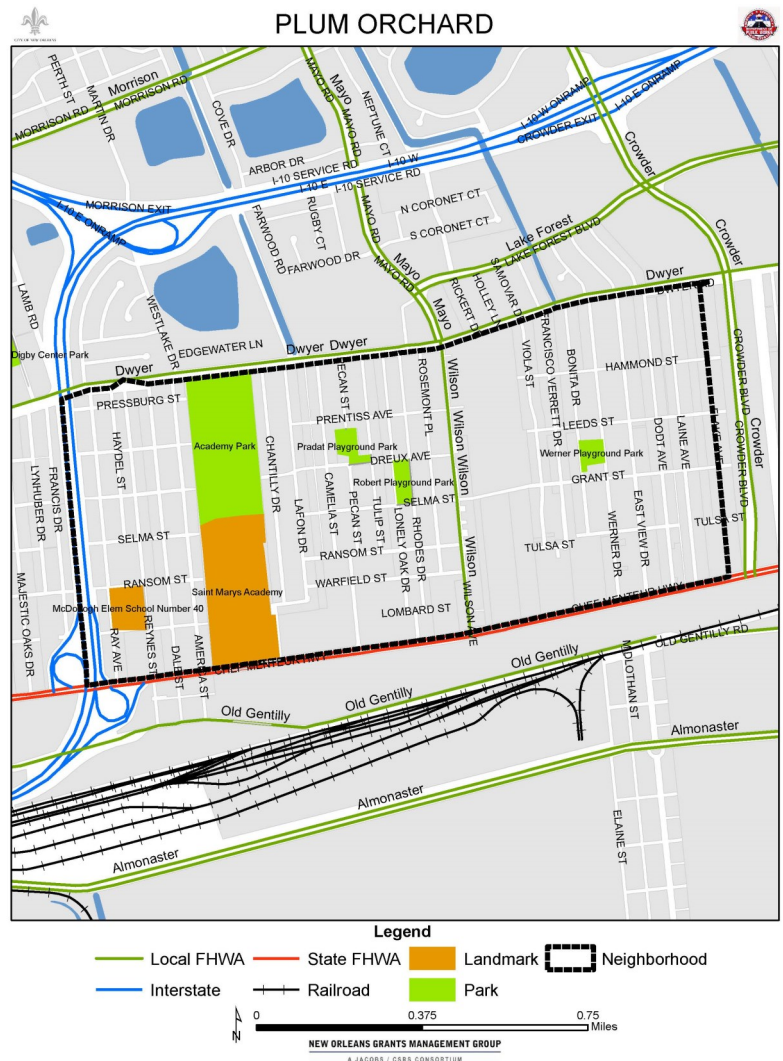 PLUM ORCHARD
CITY OF NEW ORLEANS
PUBLIC WORKS
PERTH ST
Morrison
MORRISON RD
MORRISON RD
MARTIN DR
COVE DR
MAYO RD
Mayo
MAYO RD
NEPTUNE CT
I-10 W ONRAMP
I-10 E ONRAMP
CROWDER EXIT
Crowder
ARBOR DR
I-10 W
I-10 SERVICE RD
I-10 E
I-10 SERVICE RD
MORRISON EXIT
I-10 E ONRAMP
FARWOOD RD
RUGBY CT
MAYO RD
N CORONET CT
S CORONET CT
Lake Forest
LAKE FOREST BLVD
Crowder
FARWOOD DR
MAYO RD
Mayo
Mayo
RICKERT D
HOLLEY LN
SAMOVAR D
Dwyer
LAMB RD
WESTLAKE DR
EDGEWATER LN
Digby Center Park
Dwyer
Dwyer
Dwyer
PRESSBURG ST
HAYDEL ST
Academy Park
CHANTILLY DR
PECAN ST
PRENTISS AVE
ROSEMONT PL
Pradat Playground Park
DREUX AVE
Robert Playground Park
SELMA ST
Wilson
Wilson
Wilson
Wilson
WILSON AVE
VIOLA ST
FRANCISCO VERRETT DR
BONITA DR
HAMMOND ST
LEEDS ST
Werner Playground Park
GRANT ST
DODT AVE
LAINE AVE
LAKE AVE
CROWDER BLVD
CROWDER BLVD
Crowder
LYNHUBER DR
FRANCIS DR
SELMA ST
CAMELIA ST
PECAN ST
TULIP ST
LONELY OAK DR
RHODES DR
LAFON DR
RANSOM ST
WARFIELD ST
LOMBARD ST
TULSA ST
TULSA ST
WERNER DR
EAST VIEW DR
RANSOM ST
Saint Marys Academy
McDonogh Elem School Number 40
MAJESTIC OAKS DR
RAY AVE
REYNES ST
DALE ST
AMERICA ST
CHEF MENTEUR HWY
CHEF MENTEUR HWY
Old Gentilly
Old Gentilly
Old Gentilly
OLD GENTILLY RD
MIDLOTHAN ST
Almonaster
Almonaster
Almonaster
ELAINE ST
Legend
Local FHWA
State FHWA
Landmark
Neighborhood
Interstate
Railroad
Park
N
0
0.375
0.75
Miles
NEW ORLEANS GRANTS MANAGEMENT GROUP
A JACOBS / CSRS CONSORTIUM